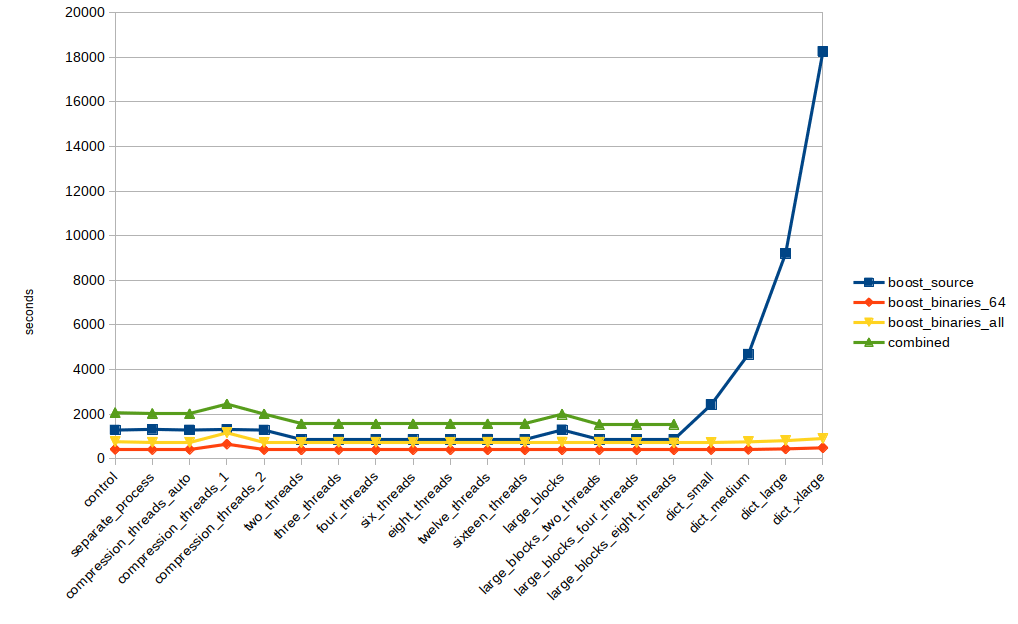 20000
18000
16000
14000
12000
10000
8000
6000
4000
2000
0
seconds
control
separate_process
compression_threads_auto
compression_threads_1
compression_threads_2
two_threads
three_threads
four_threads
six_threads
eight_threads
twelve_threads
sixteen_threads
large_blocks
large_blocks_two_threads
large_blocks_four_threads
large_blocks_eight_threads
dict_small
dict_medium
dict_large
dict_xlarge
boost_source
boost_binaries_64
boost_binaries_all
combined